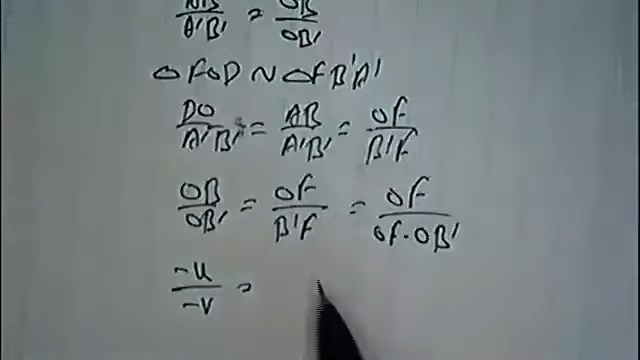 AB/A'B' = OB/OB'
△FOD ~ △FB'A'
DO/A'B' = AB/A'B' = OF/B'F
OB/OB' = OF/B'F = OF/OF-OB'
-u/-v =